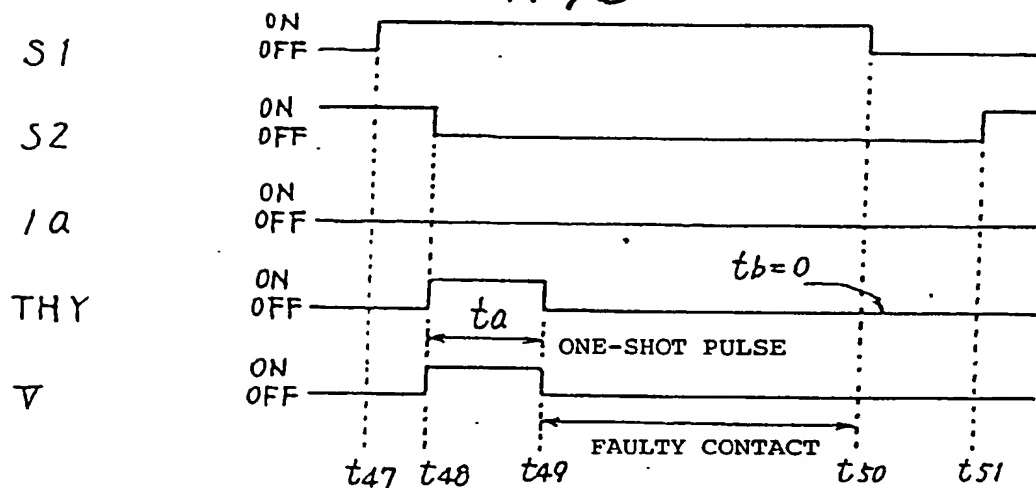 ON
S1 OFF
ON
S2 OFF
ON
1a OFF
ON tb=0
THY OFF
ta
ONE-SHOT PULSE
ON
V OFF
FAULTY CONTACT
t47 t48 t49 t50 t51